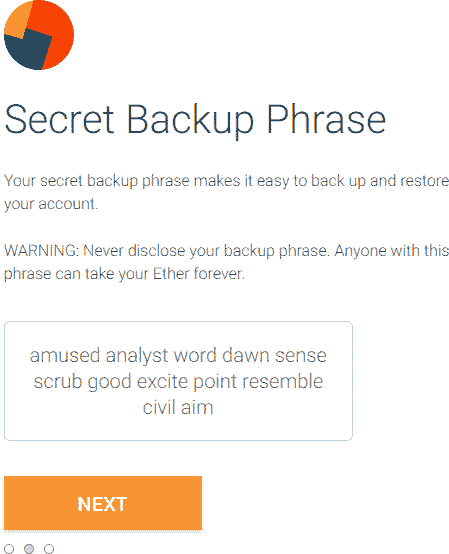 Secret Backup Phrase
Your secret backup phrase makes it easy to back up and restore
your account.
WARNING: Never disclose your backup phrase. Anyone with this
phrase can take your Ether forever.
amused analyst word dawn sense
scrub good excite point resemble
civil aim
NEXT